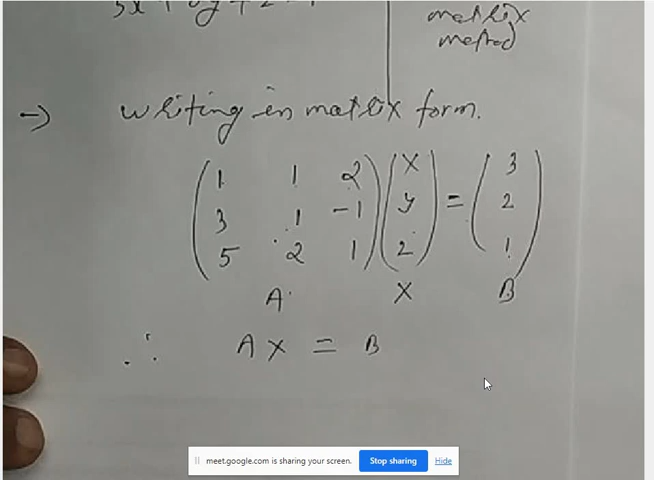 matrix
method
→ writing in matrix form.
( 1 1 2 ) ( x ) = ( 3 )
( 3 1 -1 ) ( y ) ( 2 )
( 5 2 1 ) ( z ) ( 1 )
A X B
∴ AX = B
meet.google.com is sharing your screen. Stop sharing Hide